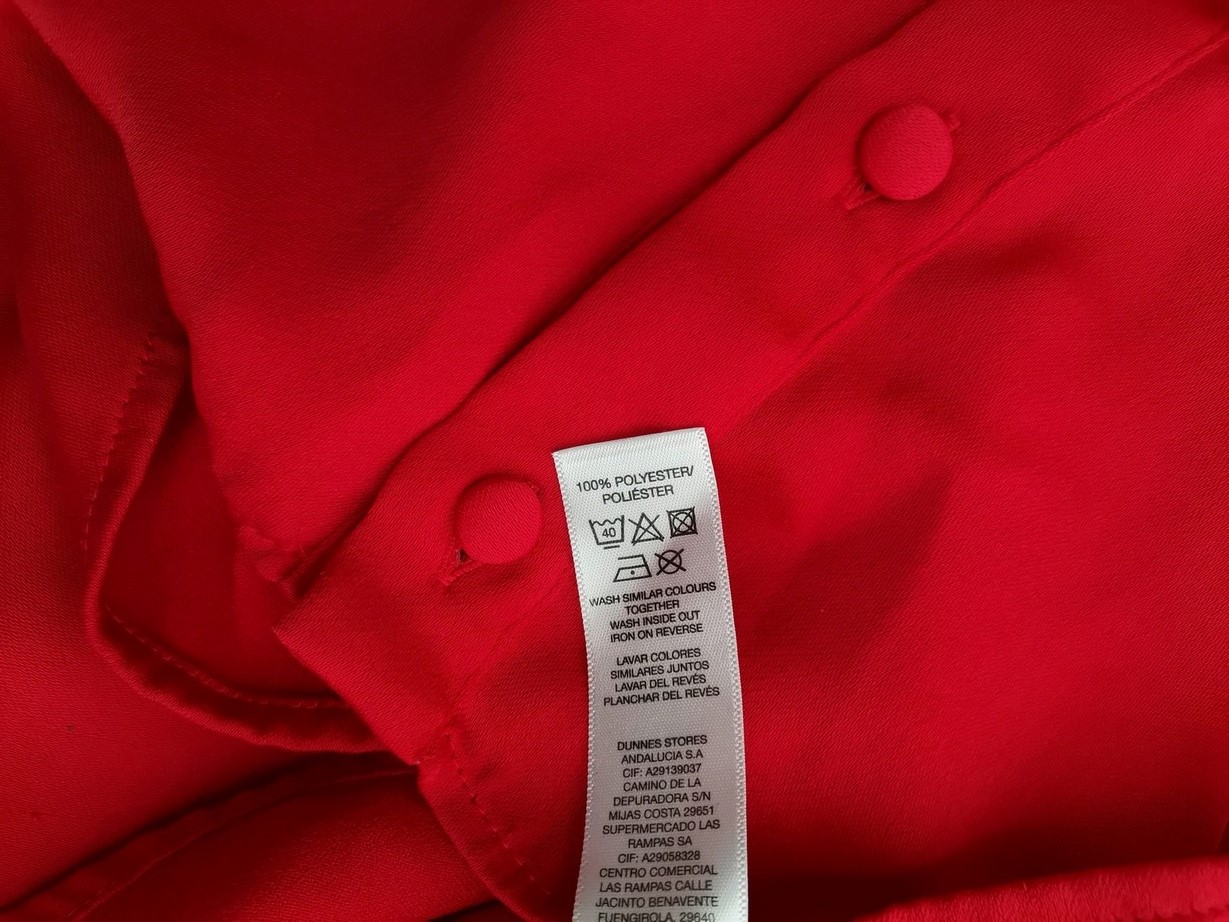 100% POLYESTER/
POLIÉSTER
40
WASH SIMILAR COLOURS
TOGETHER
WASH INSIDE OUT
IRON ON REVERSE
LAVAR COLORES
SIMILARES JUNTOS
LAVAR DEL REVÉS
PLANCHAR DEL REVÉS
DUNNES STORES
ANDALUCIA S.A
CIF: A29139037
CAMINO DE LA
DEPURADORA S/N
MIJAS COSTA 29651
SUPERMERCADO LAS
RAMPAS SA
CIF: A29058328
CENTRO COMERCIAL
LAS RAMPAS CALLE
JACINTO BENAVENTE
FUENGIROLA, 29640